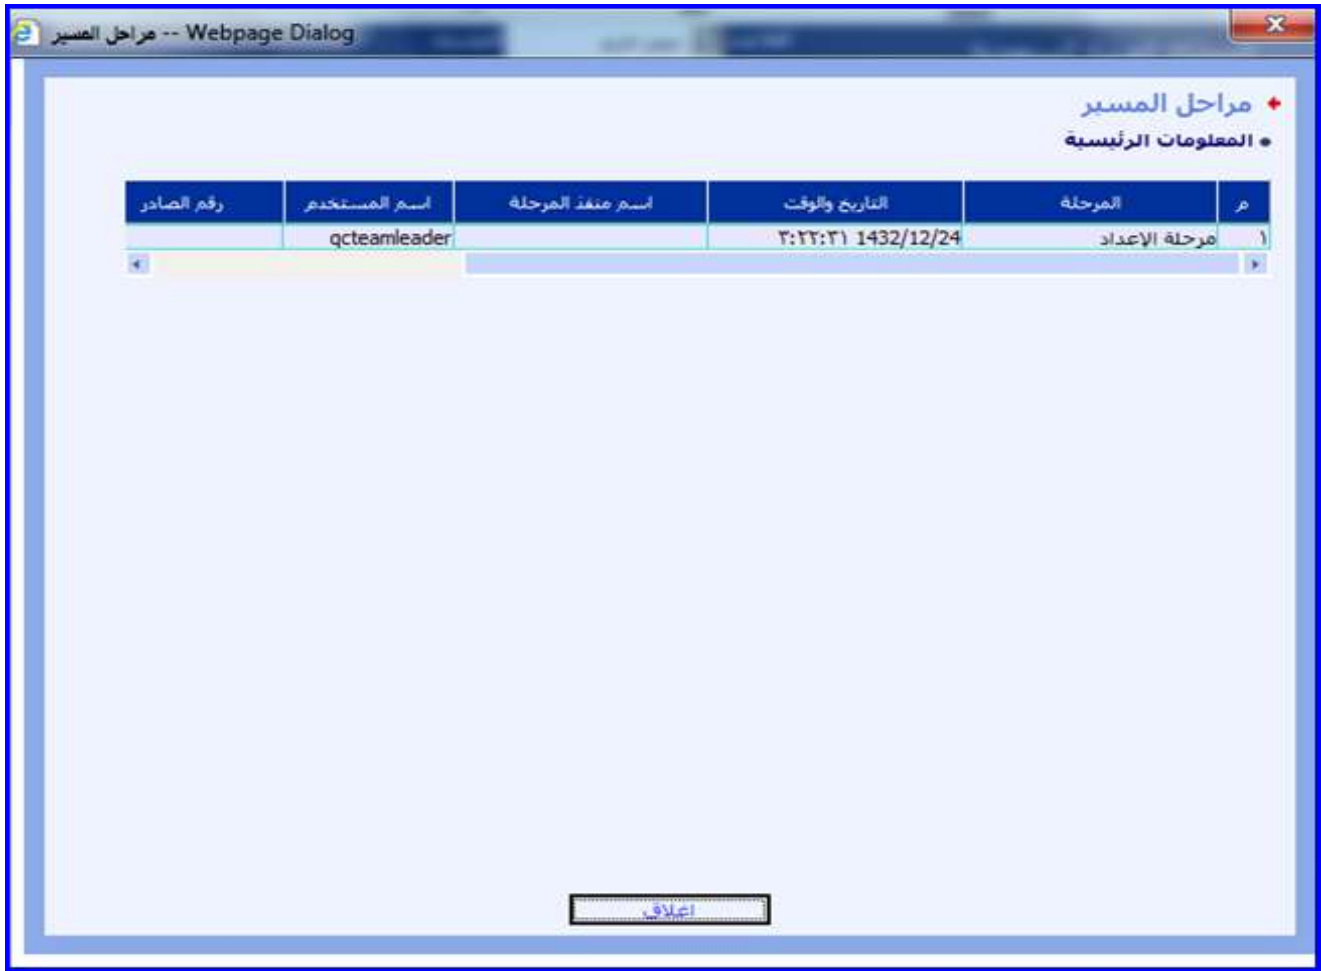 مراحل المسير -- Webpage Dialog
مراحل المسير
المعلومات الرئيسية
م المرحلة التاريخ والوقت اسم منفذ المرحلة اسم المستخدم رقم الصادر
١ مرحلة الإعداد 1432/12/24 ٣:٢٢:٣١ qcteamleader
اغلاق